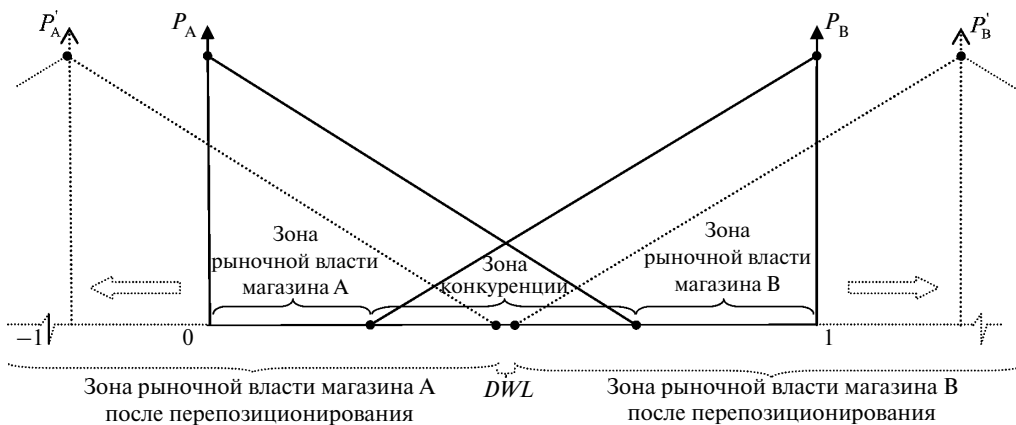 P'A PA PB P'B
Зона
рыночной власти
магазина А
Зона
конкуренции
Зона
рыночной власти
магазина В
−1 0 1
Зона рыночной власти магазина А
после перепозиционирования
DWL
Зона рыночной власти магазина В
после перепозиционирования